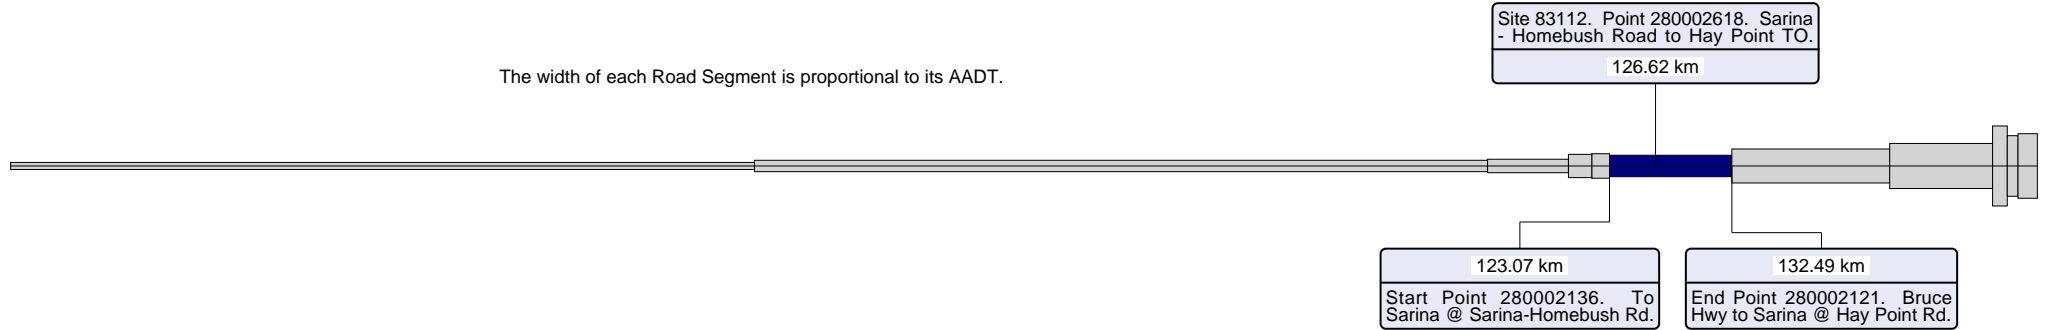 Site 83112. Point 280002618. Sarina
- Homebush Road to Hay Point TO.
126.62 km
The width of each Road Segment is proportional to its AADT.
123.07 km
Start Point 280002136. To
Sarina @ Sarina-Homebush Rd.
132.49 km
End Point 280002121. Bruce
Hwy to Sarina @ Hay Point Rd.